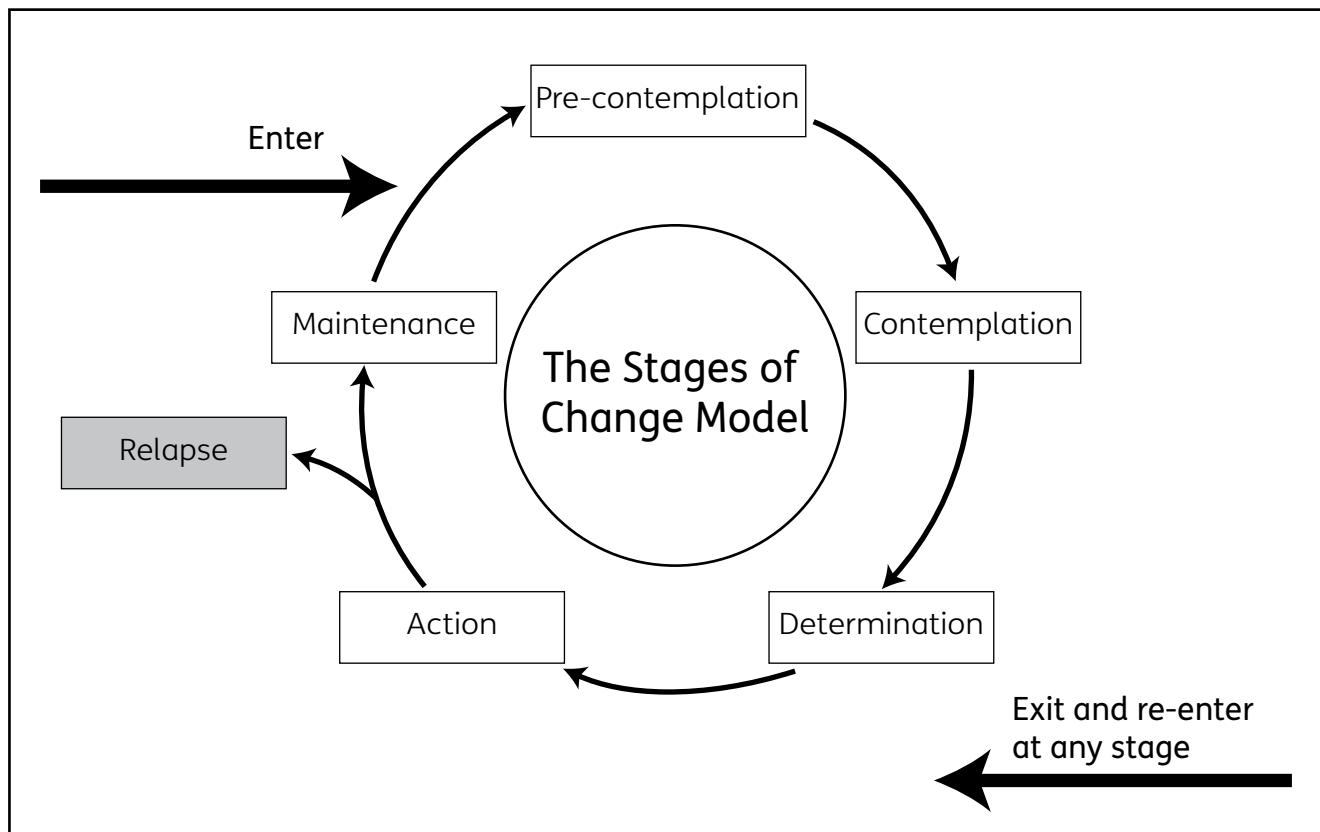 Pre-contemplation
Enter
Maintenance
Contemplation
The Stages of
Change Model
Relapse
Action
Determination
Exit and re-enter
at any stage